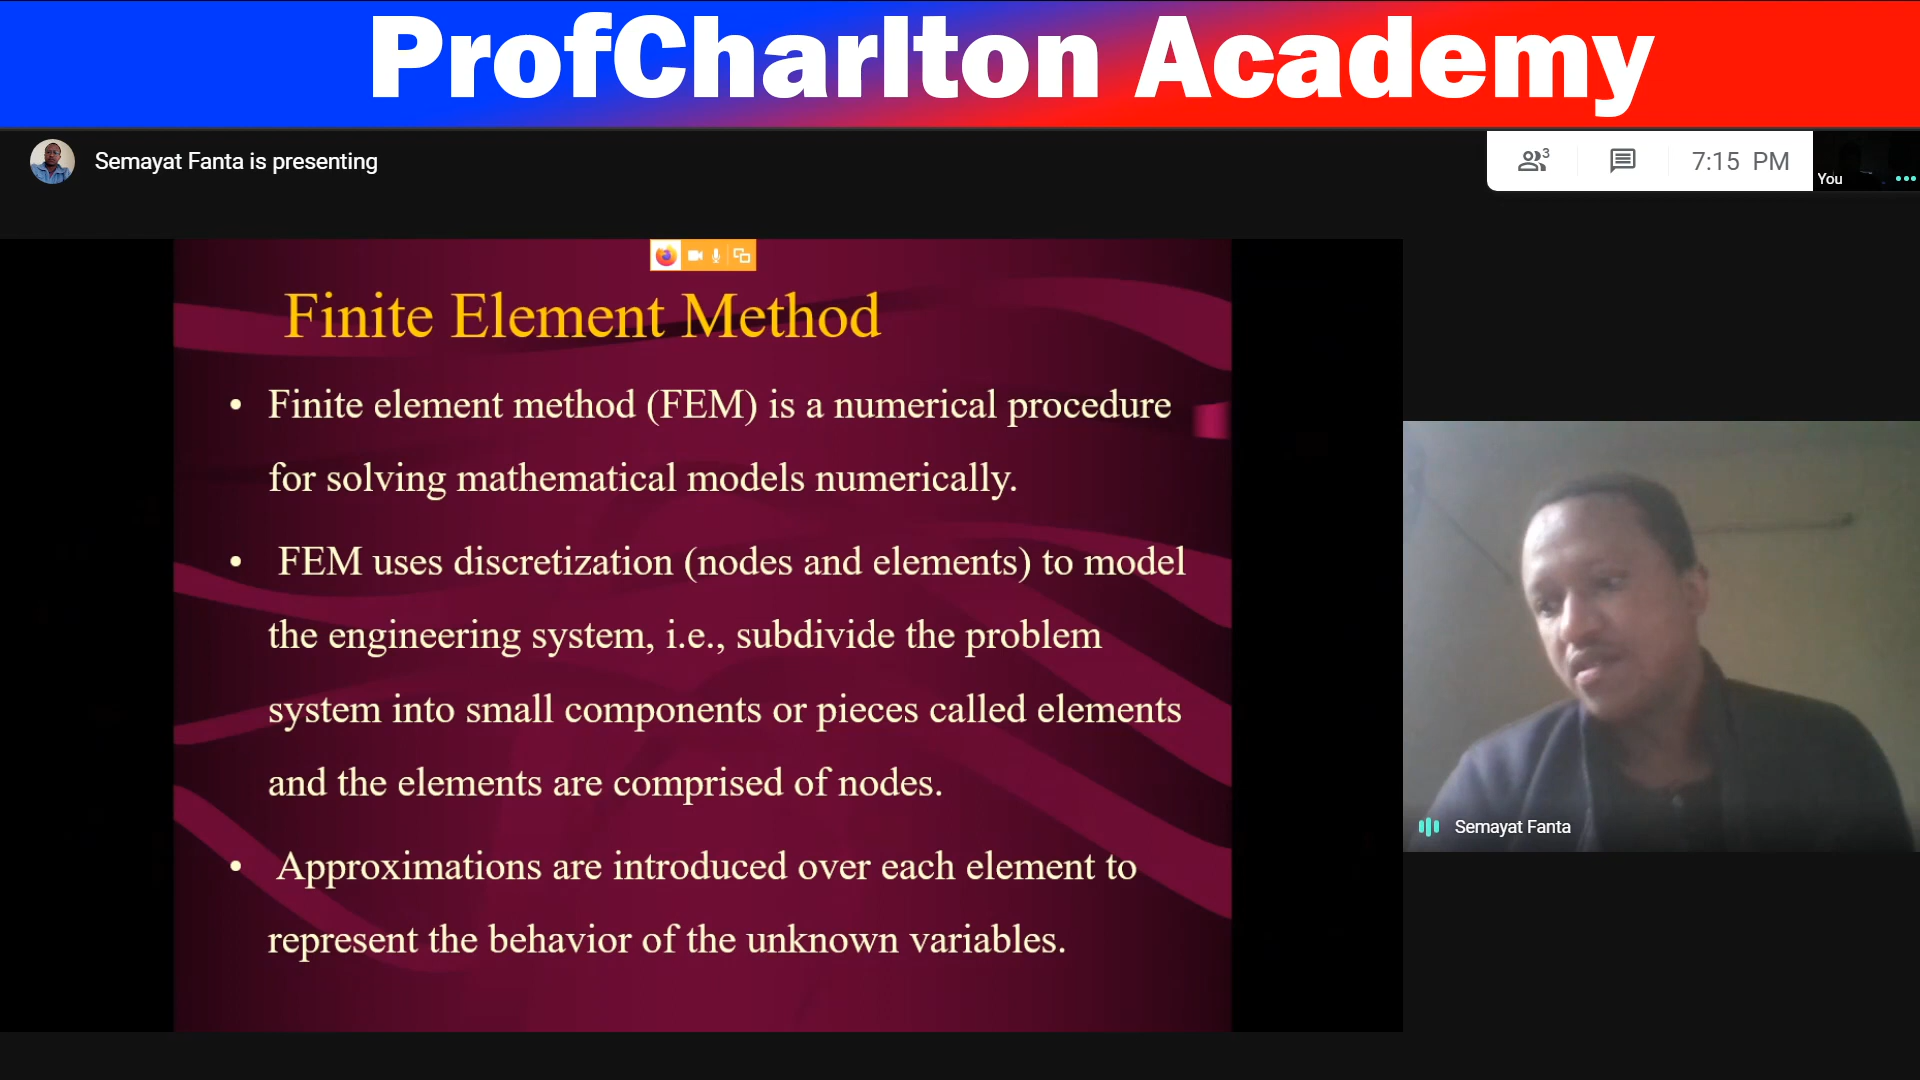 ProfCharlton Academy
Semayat Fanta is presenting
3
7:15 PM
You
Finite Element Method
• Finite element method (FEM) is a numerical procedure
for solving mathematical models numerically.
• FEM uses discretization (nodes and elements) to model
the engineering system, i.e., subdivide the problem
system into small components or pieces called elements
and the elements are comprised of nodes.
• Approximations are introduced over each element to
represent the behavior of the unknown variables.
Semayat Fanta